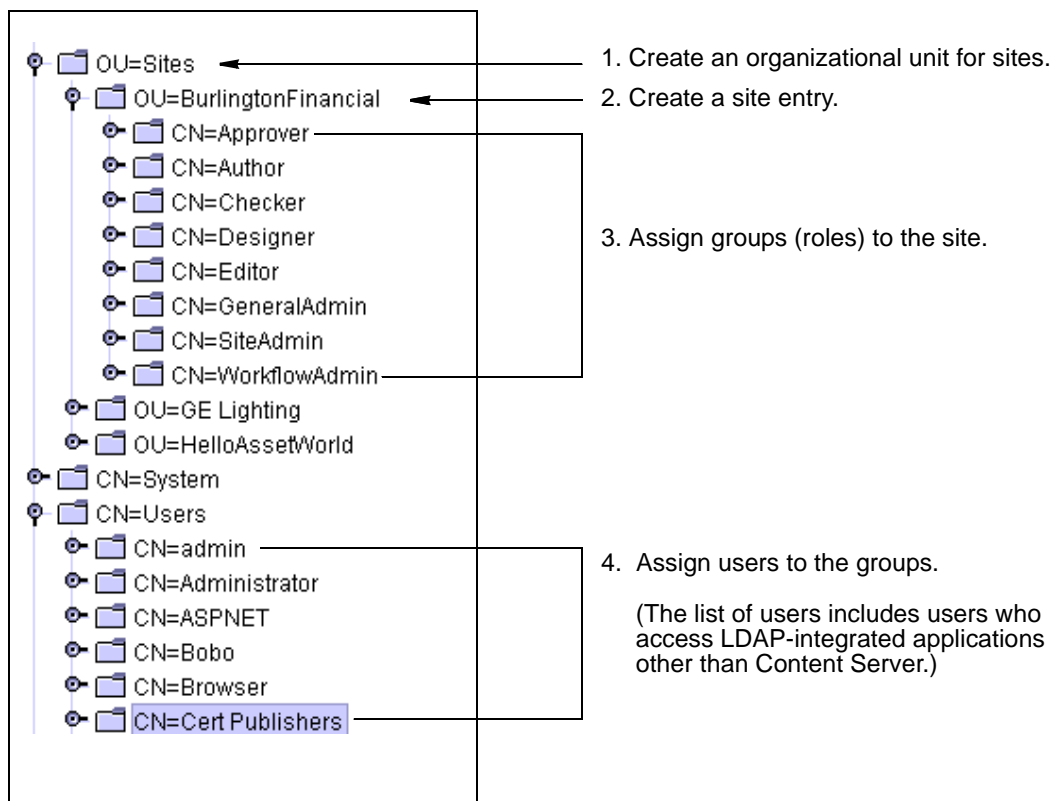 OU=Sites
OU=BurlingtonFinancial
CN=Approver
CN=Author
CN=Checker
CN=Designer
CN=Editor
CN=GeneralAdmin
CN=SiteAdmin
CN=WorkflowAdmin
OU=GE Lighting
OU=HelloAssetWorld
CN=System
CN=Users
CN=admin
CN=Administrator
CN=ASPNET
CN=Bobo
CN=Browser
CN=Cert Publishers
1. Create an organizational unit for sites.
2. Create a site entry.
3. Assign groups (roles) to the site.
4. Assign users to the groups.
(The list of users includes users who
access LDAP-integrated applications
other than Content Server.)